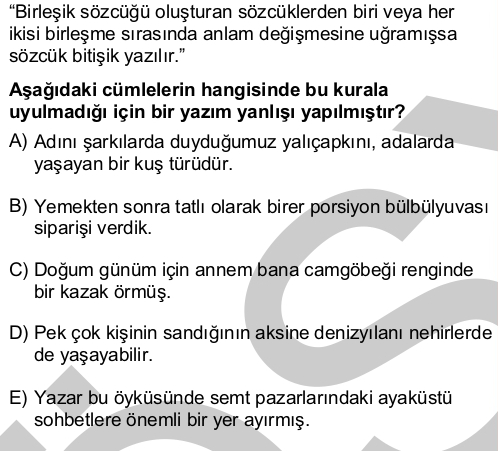 “Birleşik sözcüğü oluşturan sözcüklerden biri veya her
ikisi birleşme sırasında anlam değişmesine uğramışsa
sözcük bitişik yazılır.”
Aşağıdaki cümlelerin hangisinde bu kurala
uyulmadığı için bir yazım yanlışı yapılmıştır?
A) Adını şarkılarda duyduğumuz yalıçapkını, adalarda
yaşayan bir kuş türüdür.
B) Yemekten sonra tatlı olarak birer porsiyon bülbülyuvası
siparişi verdik.
C) Doğum günüm için annem bana camgöbeği renginde
bir kazak örmüş.
D) Pek çok kişinin sandığının aksine denizyılanı nehirlerde
de yaşayabilir.
E) Yazar bu öyküsünde semt pazarlarındaki ayaküstü
sohbetlere önemli bir yer ayırmış.